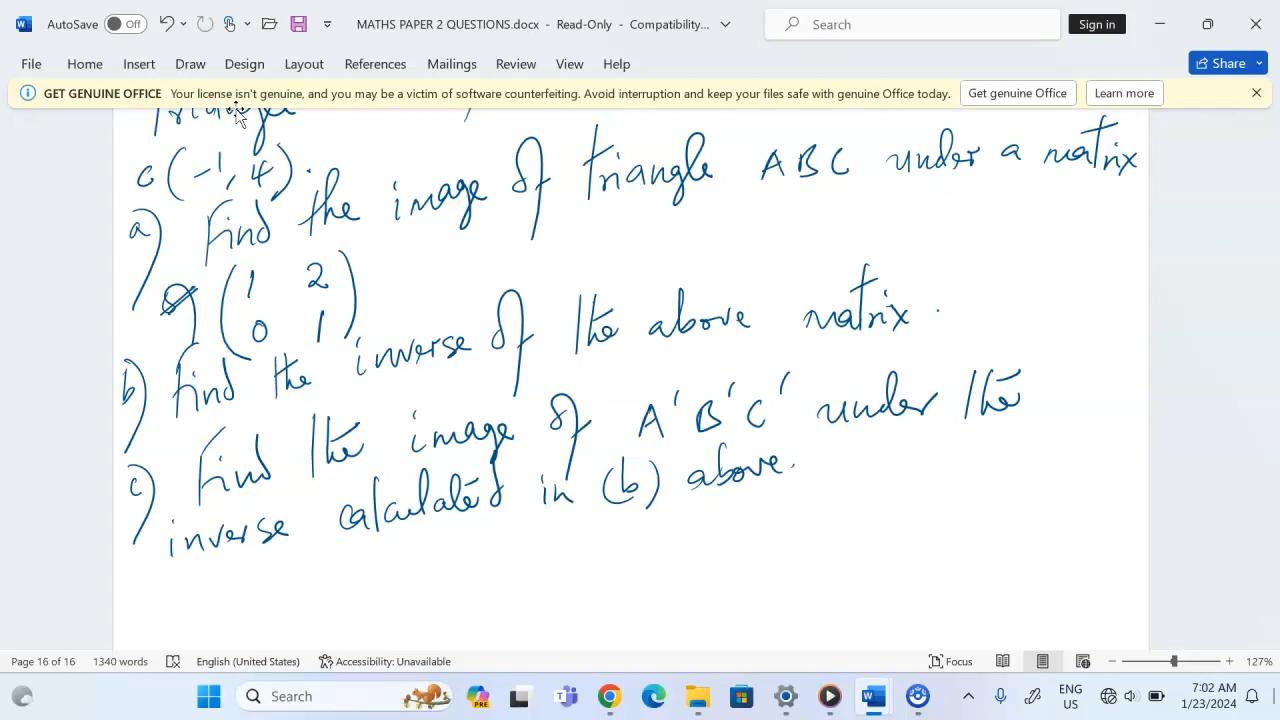 AutoSave Off MATHS PAPER 2 QUESTIONS.docx - Read-Only - Compatibility... Search Sign in
File Home Insert Draw Design Layout References Mailings Review View Help Share
GET GENUINE OFFICE Your license isn't genuine, and you may be a victim of software counterfeiting. Avoid interruption and keep your files safe with genuine Office today. Get genuine Office Learn more
Triangle
C (-1, 4).
a) Find the image of triangle ABC under a matrix
(1 2
0 1)
b) Find the inverse of the above matrix.
c) Find the image of A'B'C' under the
inverse calculated in (b) above.
Page 16 of 16 1340 words English (United States) Accessibility: Unavailable Focus 127%
Search PRE ENG US 7:02 AM 1/23/2024